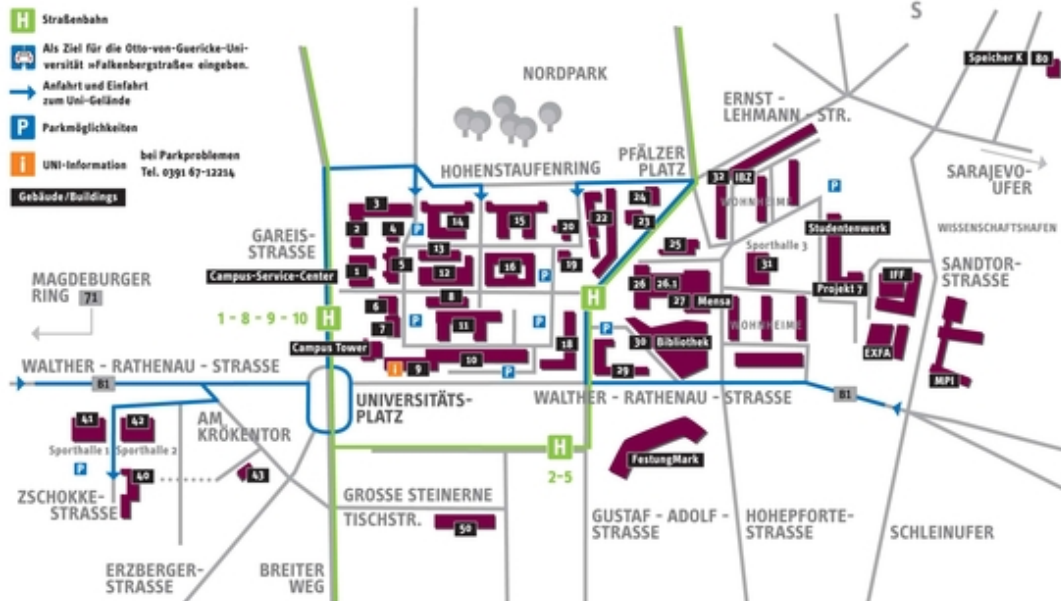 H Straßenbahn
Als Ziel für die Otto-von-Guericke-Uni-
versität »Falkenbergstraße« eingeben.
Anfahrt und Einfahrt
zum Uni-Gelände
P Parkmöglichkeiten
i UNI-Information
bei Parkproblemen
Tel. 0391 67-12214
Gebäude/Buildings
S
Speicher K 80
NORDPARK
ERNST -
LEHMANN - STR.
HOHENSTAUFENRING
PFÄLZER
PLATZ
SARAJEVO-
UFER
32 IBZ
WOHNHEIME
P
Studentenwerk
WISSENSCHAFTSHAFEN
3
14
15
22
24
23
20
2
4
P
GAREIS-
STRASSE
13
25
Sporthalle 3
31
SANDTOR-
STRASSE
Campus-Service-Center
1
5
12
16
19
P
26
26.1
IFF
Projekt 7
MAGDEBURGER
RING
71
6
8
H
27
Mensa
1 - 8 - 9 - 10
H
7
P
11
P
P
WOHNHEIME
Campus Tower
18
30
Bibliothek
EXFA
WALTHER - RATHENAU - STRASSE
i
9
10
P
29
MPI
B1
UNIVERSITÄTS-
PLATZ
WALTHER - RATHENAU - STRASSE
B1
41
42
AM
KRÖKENTOR
Sporthalle 1
Sporthalle 2
P
40
43
H
2-5
FestungMark
ZSCHOKKE-
STRASSE
GROSSE STEINERNE
TISCHSTR.
50
GUSTAF - ADOLF -
STRASSE
HOHEPFORTE-
STRASSE
SCHLEINUFER
ERZBERGER-
STRASSE
BREITER
WEG